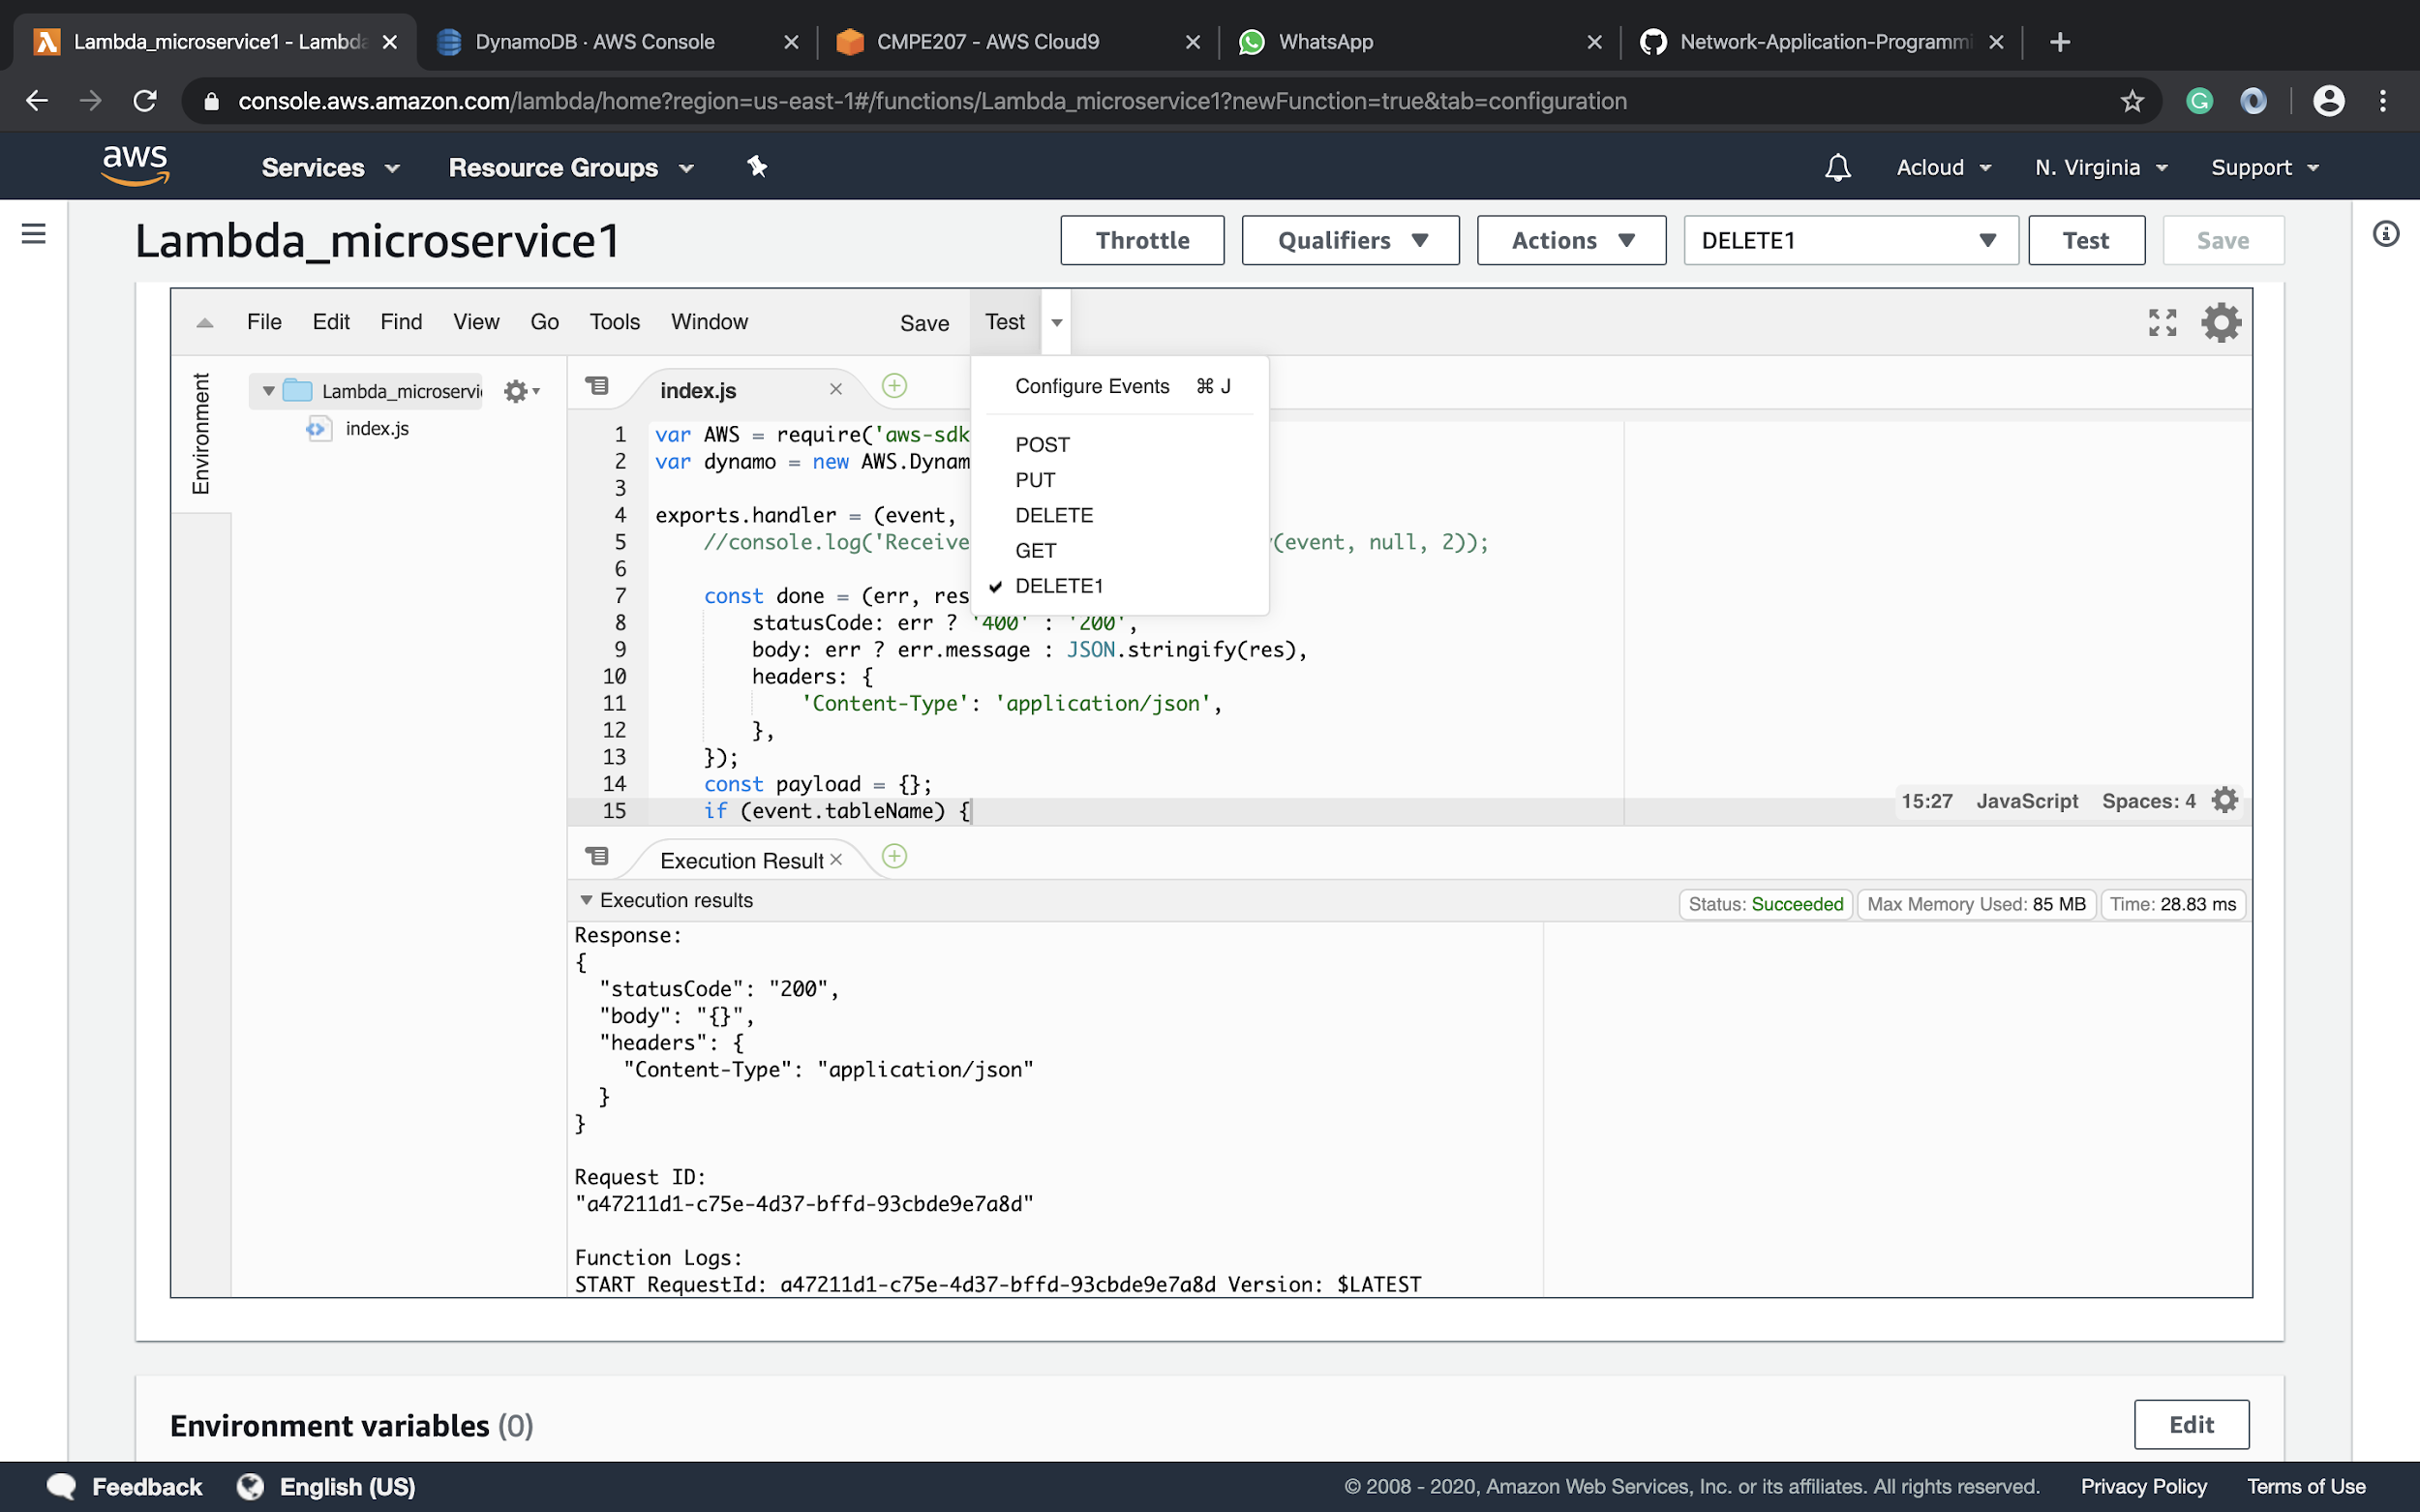 Lambda_microservice1 - Lambda
DynamoDB · AWS Console
CMPE207 - AWS Cloud9
WhatsApp
Network-Application-Programmi
console.aws.amazon.com/lambda/home?region=us-east-1#/functions/Lambda_microservice1?newFunction=true&tab=configuration
aws Services Resource Groups Acloud N. Virginia Support
Lambda_microservice1
Throttle Qualifiers Actions DELETE1 Test Save
File Edit Find View Go Tools Window Save Test
Environment
Lambda_microservi
index.js
index.js
Configure Events ⌘ J
POST
PUT
DELETE
GET
DELETE1
1 var AWS = require('aws-sdk
2 var dynamo = new AWS.Dynam
3
4 exports.handler = (event,
5 //console.log('Receive (event, null, 2));
6
7 const done = (err, res
8 statusCode: err ? '400' : '200',
9 body: err ? err.message : JSON.stringify(res),
10 headers: {
11 'Content-Type': 'application/json',
12 },
13 });
14 const payload = {};
15 if (event.tableName) {
15:27 JavaScript Spaces: 4
Execution Result
Execution results
Status: Succeeded Max Memory Used: 85 MB Time: 28.83 ms
Response:
{
"statusCode": "200",
"body": "{}",
"headers": {
"Content-Type": "application/json"
}
}
Request ID:
"a47211d1-c75e-4d37-bffd-93cbde9e7a8d"
Function Logs:
START RequestId: a47211d1-c75e-4d37-bffd-93cbde9e7a8d Version: $LATEST
Environment variables (0)
Edit
Feedback English (US) © 2008 - 2020, Amazon Web Services, Inc. or its affiliates. All rights reserved. Privacy Policy Terms of Use